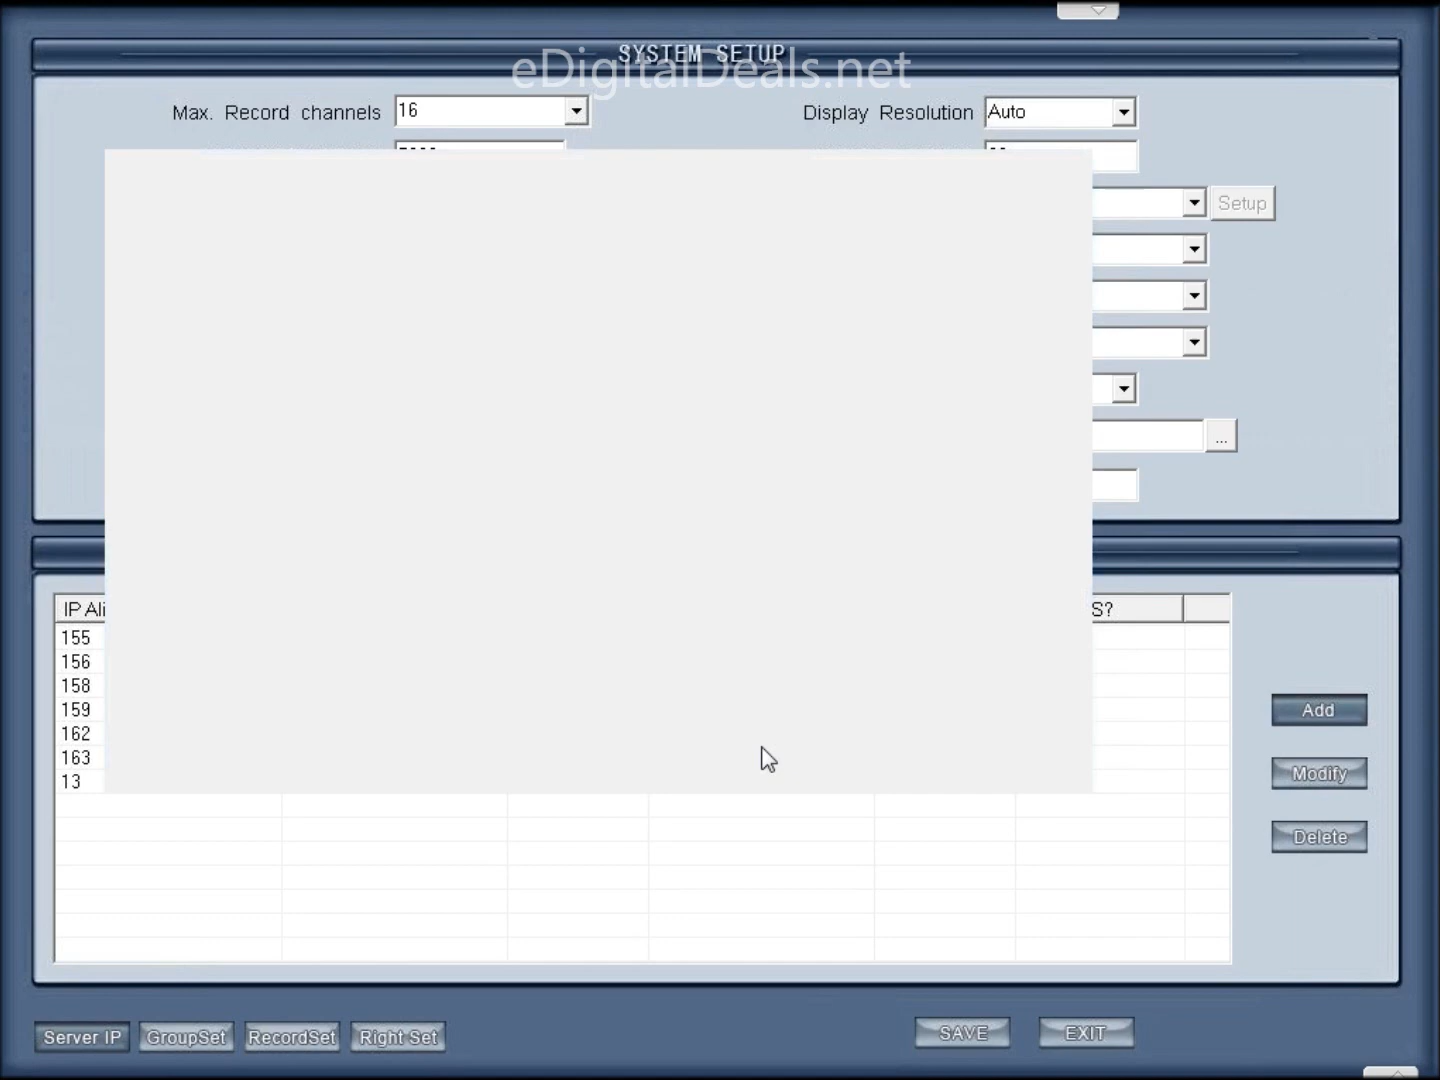 SYSTEM SETUP
eDigitalDeals.net
Max. Record channels 16
Display Resolution Auto
Setup
...
IP Ali
S?
155
156
158
159
162
163
13
Add
Modify
Delete
Server IP GroupSet RecordSet Right Set SAVE EXIT